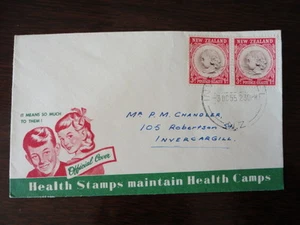 NEW ZEALAND NEW ZEALAND
IT MEANS SO MUCH
TO THEM!
MR P. M. CHANDLER,
105 Robertson St
INVERCARGILL.
N.Z
Official Cover
Health Stamps maintain Health Camps